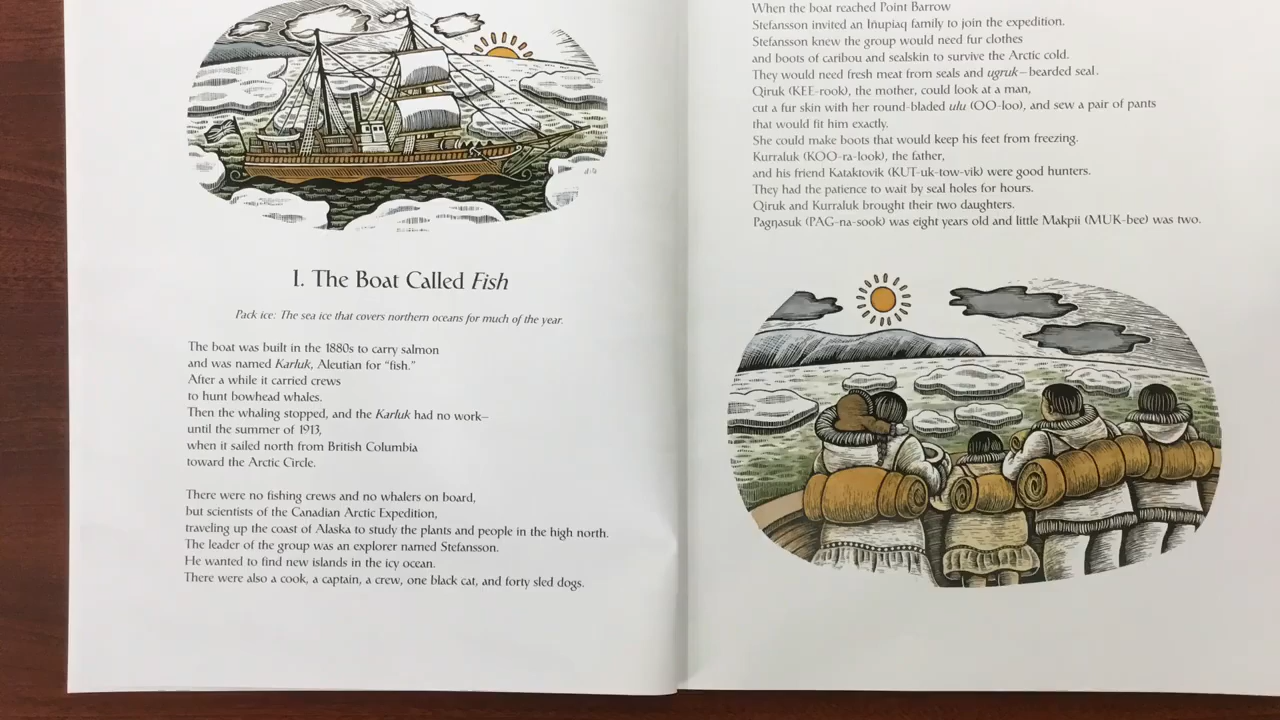 I. The Boat Called Fish
Pack ice: The sea ice that covers northern oceans for much of the year.
The boat was built in the 1880s to carry salmon
and was named Karluk, Aleutian for “fish.”
After a while it carried crews
to hunt bowhead whales.
Then the whaling stopped, and the Karluk had no work–
until the summer of 1913,
when it sailed north from British Columbia
toward the Arctic Circle.
There were no fishing crews and no whalers on board,
but scientists of the Canadian Arctic Expedition,
traveling up the coast of Alaska to study the plants and people in the high north.
The leader of the group was an explorer named Stefansson.
He wanted to find new islands in the icy ocean.
There were also a cook, a captain, a crew, one black cat, and forty sled dogs.
When the boat reached Point Barrow
Stefansson invited an Iñupiaq family to join the expedition.
Stefansson knew the group would need fur clothes
and boots of caribou and sealskin to survive the Arctic cold.
They would need fresh meat from seals and ugruk–bearded seal.
Qiruk (KEE-rook), the mother, could look at a man,
cut a fur skin with her round-bladed ulu (OO-loo), and sew a pair of pants
that would fit him exactly.
She could make boots that would keep his feet from freezing.
Kurraluk (KOO-ra-look), the father,
and his friend Kataktovik (KUT-uk-tow-vik) were good hunters.
They had the patience to wait by seal holes for hours.
Qiruk and Kurraluk brought their two daughters.
Pagŋasuk (PAG-na-sook) was eight years old and little Makpii (MUK-bee) was two.